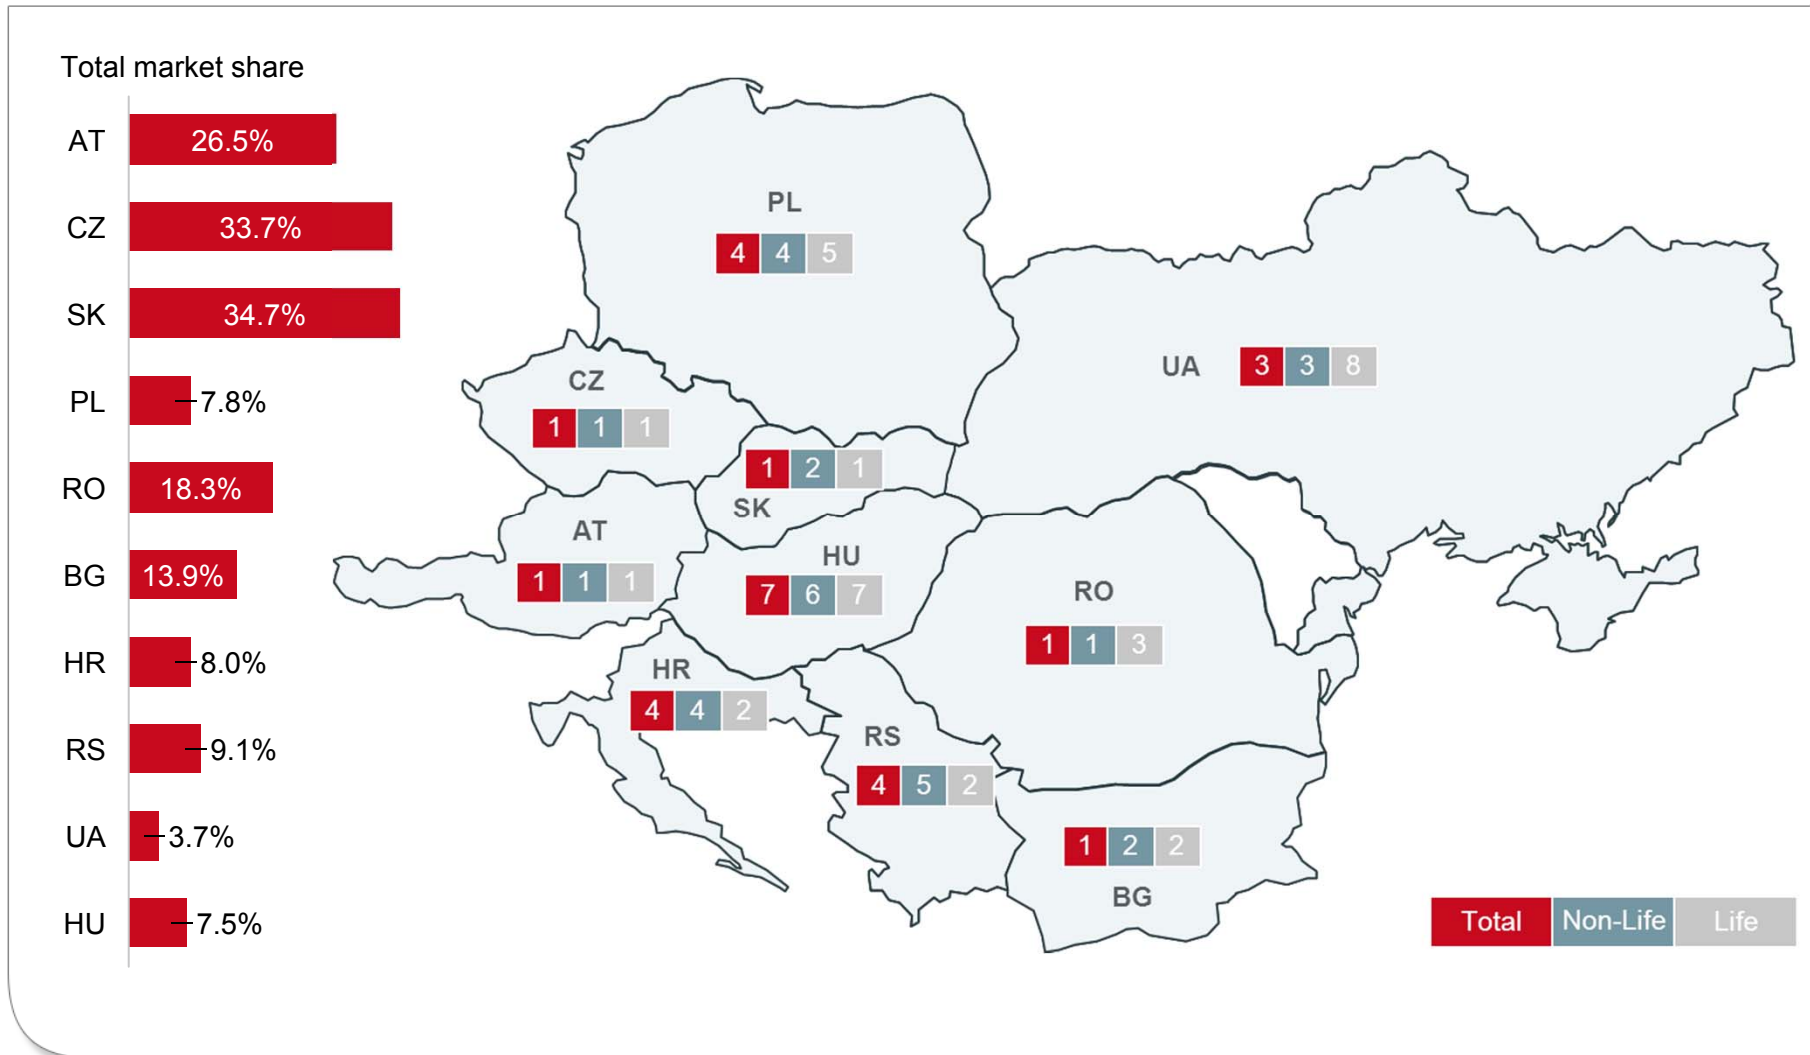 Total market share
AT 26.5%
CZ 33.7%
SK 34.7%
PL 7.8%
RO 18.3%
BG 13.9%
HR 8.0%
RS 9.1%
UA 3.7%
HU 7.5%
PL
4 4 5
UA 3 3 8
CZ
1 1 1
1 2 1
SK
AT
1 1 1
HU
7 6 7
RO
1 1 3
HR
4 4 2
RS
4 5 2
1 2 2
BG
Total Non-Life Life